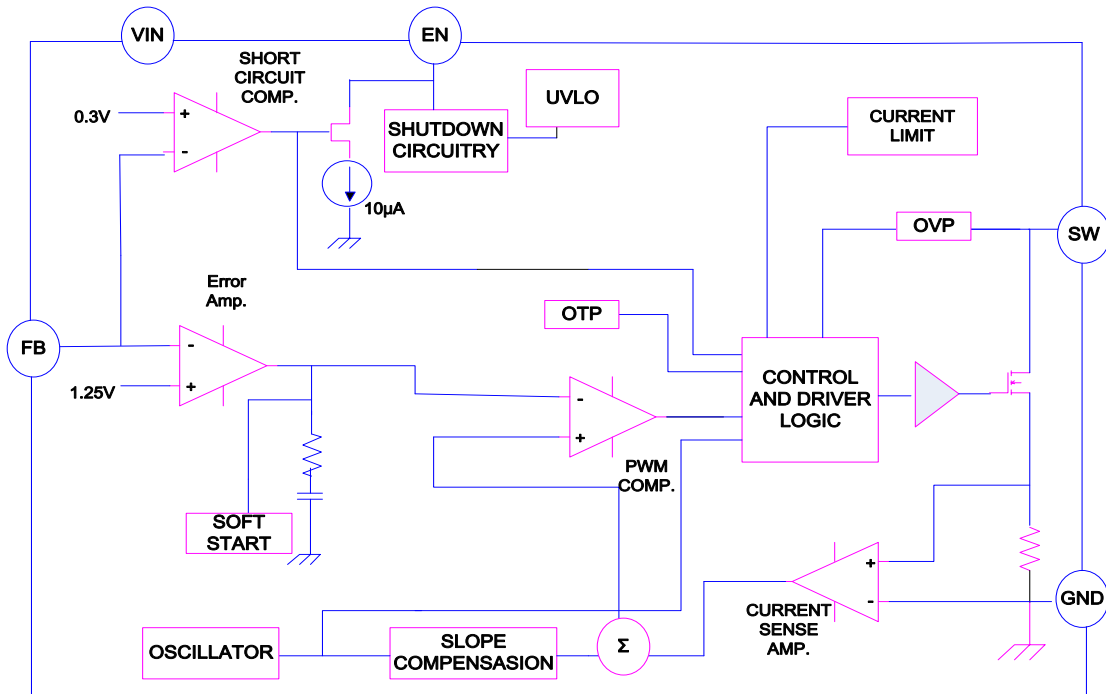 VIN
EN
SHORT
CIRCUIT
COMP.
UVLO
0.3V
+
-
SHUTDOWN
CIRCUITRY
CURRENT
LIMIT
10µA
OVP
SW
Error
Amp.
OTP
FB
-
+
1.25V
CONTROL
AND DRIVER
LOGIC
-
+
PWM
COMP.
SOFT
START
+
-
CURRENT
SENSE
AMP.
GND
OSCILLATOR
SLOPE
COMPENSASION
Σ